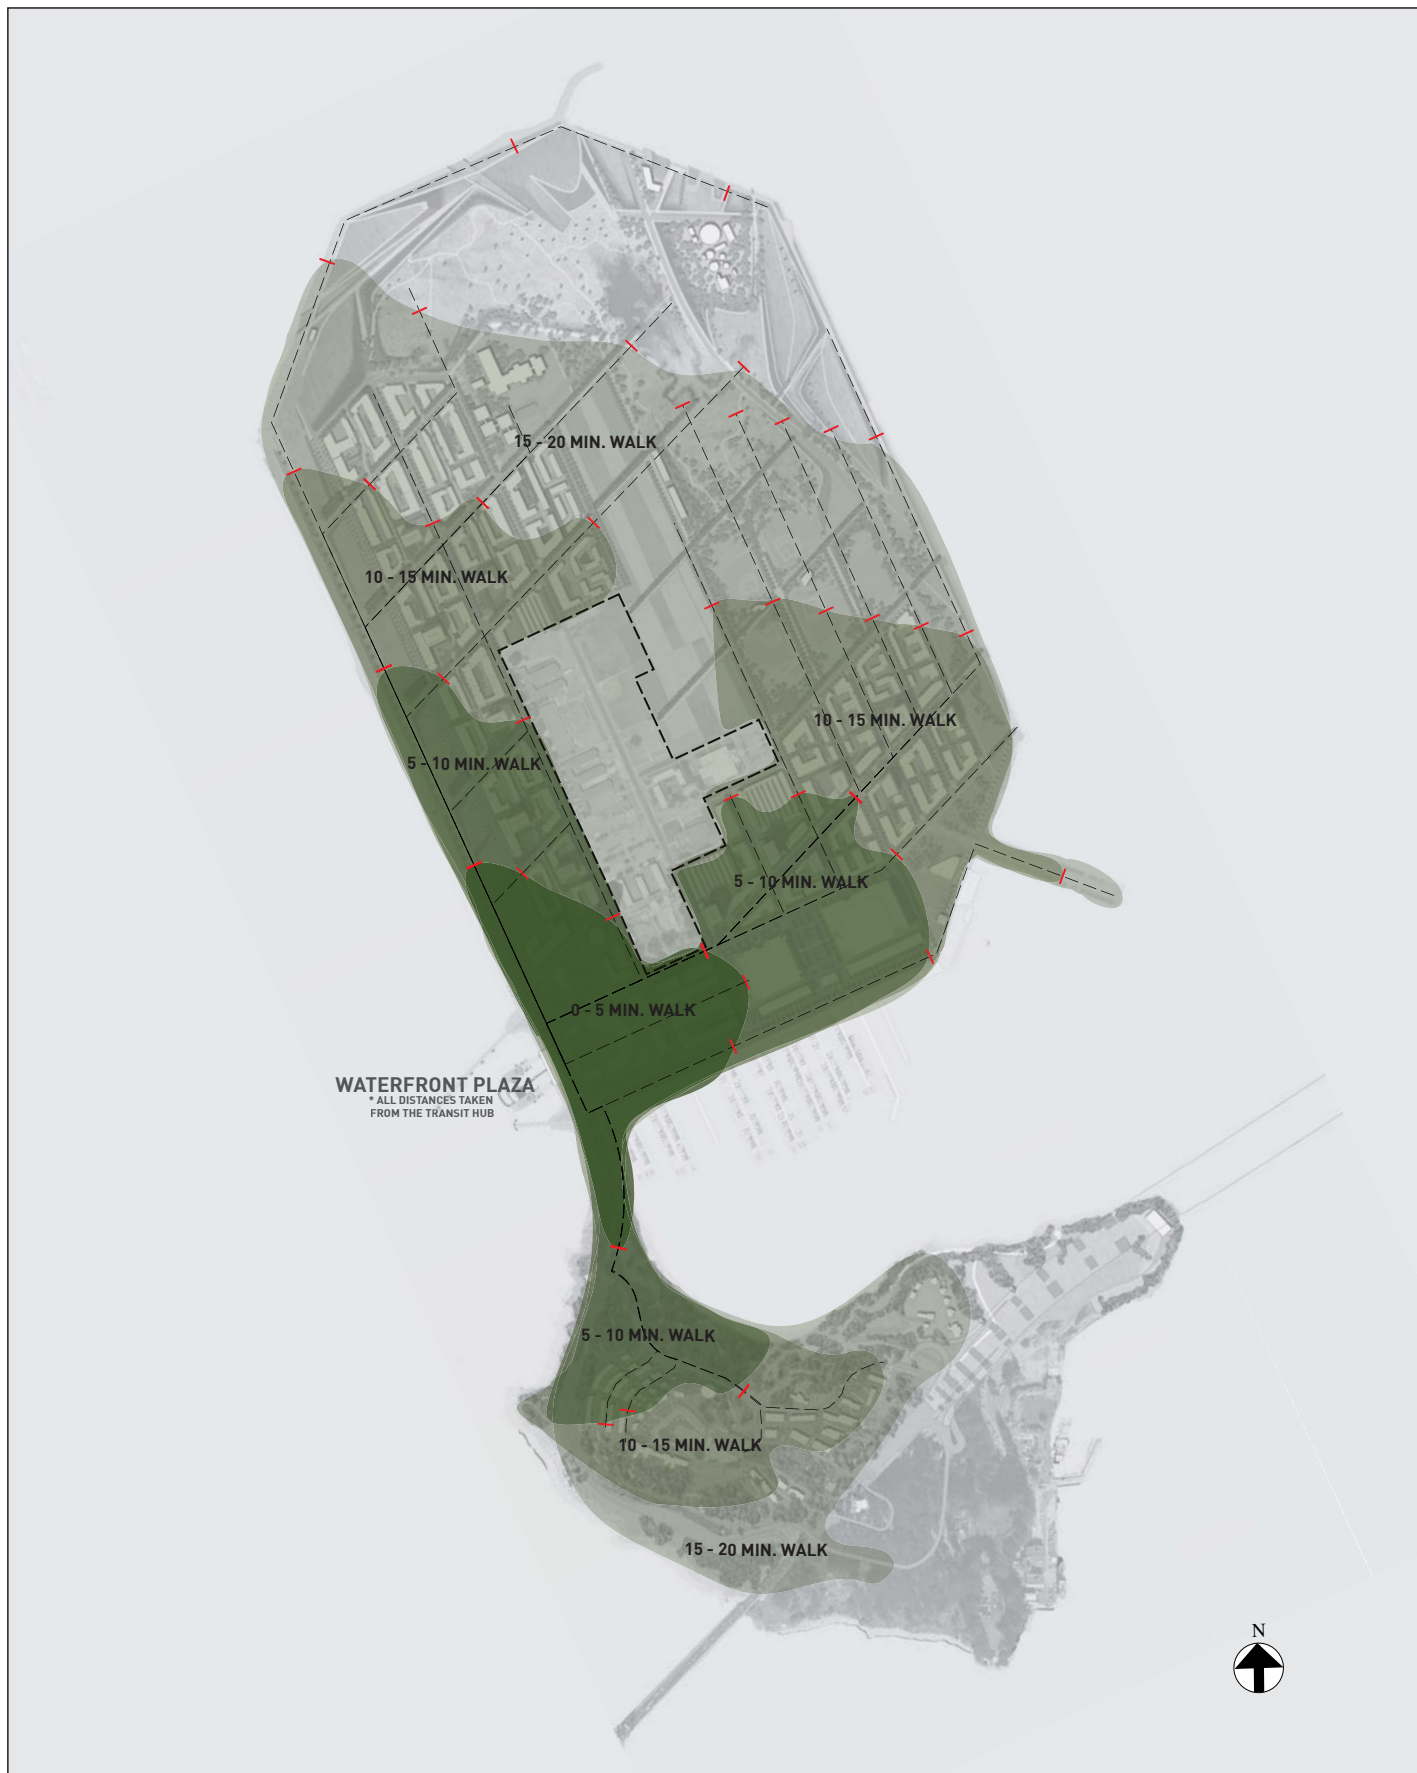 15 - 20 MIN. WALK
10 - 15 MIN. WALK
10 - 15 MIN. WALK
5 - 10 MIN. WALK
5 - 10 MIN. WALK
0 - 5 MIN. WALK
WATERFRONT PLAZA
* ALL DISTANCES TAKEN
FROM THE TRANSIT HUB
5 - 10 MIN. WALK
10 - 15 MIN. WALK
15 - 20 MIN. WALK
N